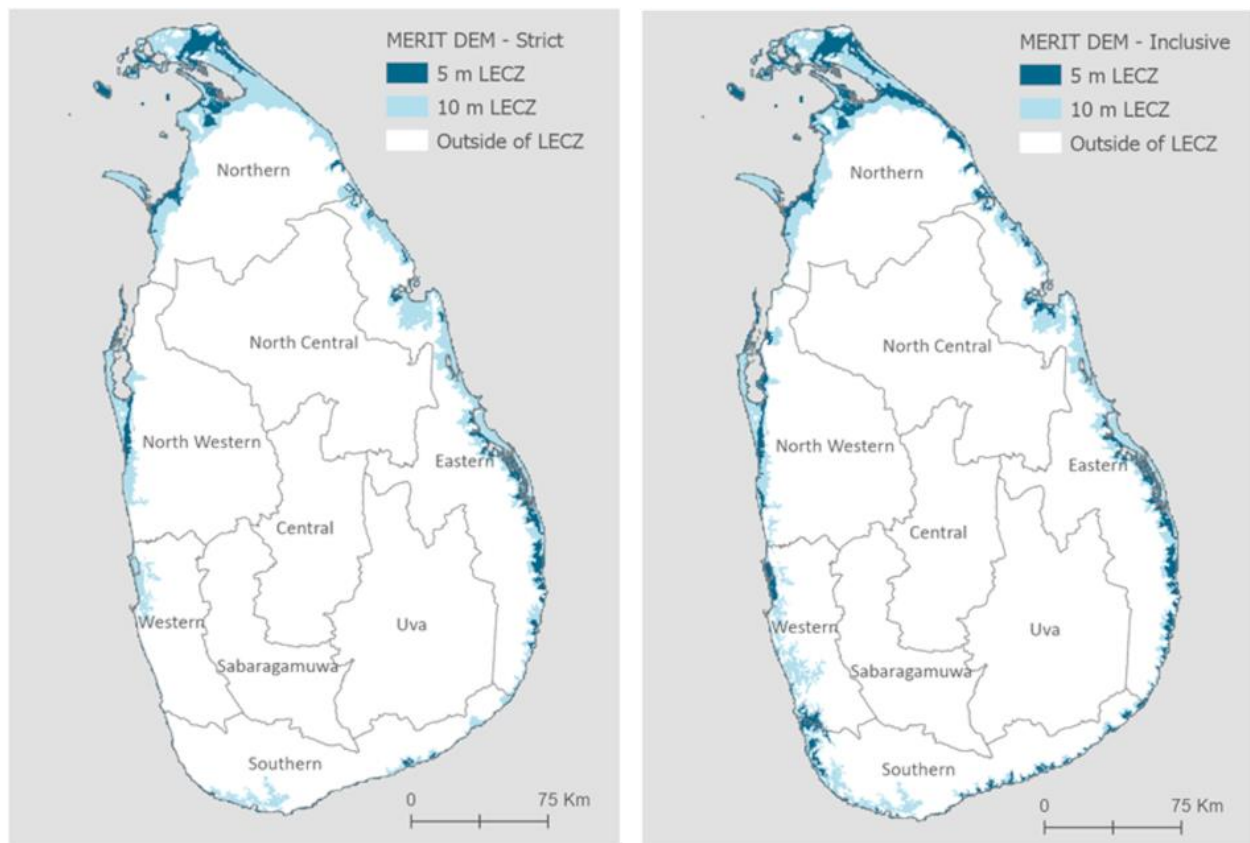 MERIT DEM - Strict
5 m LECZ
10 m LECZ
Outside of LECZ
Northern
North Central
North Western
Eastern
Central
Western
Uva
Sabaragamuwa
Southern
0 75 Km
MERIT DEM - Inclusive
5 m LECZ
10 m LECZ
Outside of LECZ
Northern
North Central
North Western
Eastern
Central
Western
Uva
Sabaragamuwa
Southern
0 75 Km